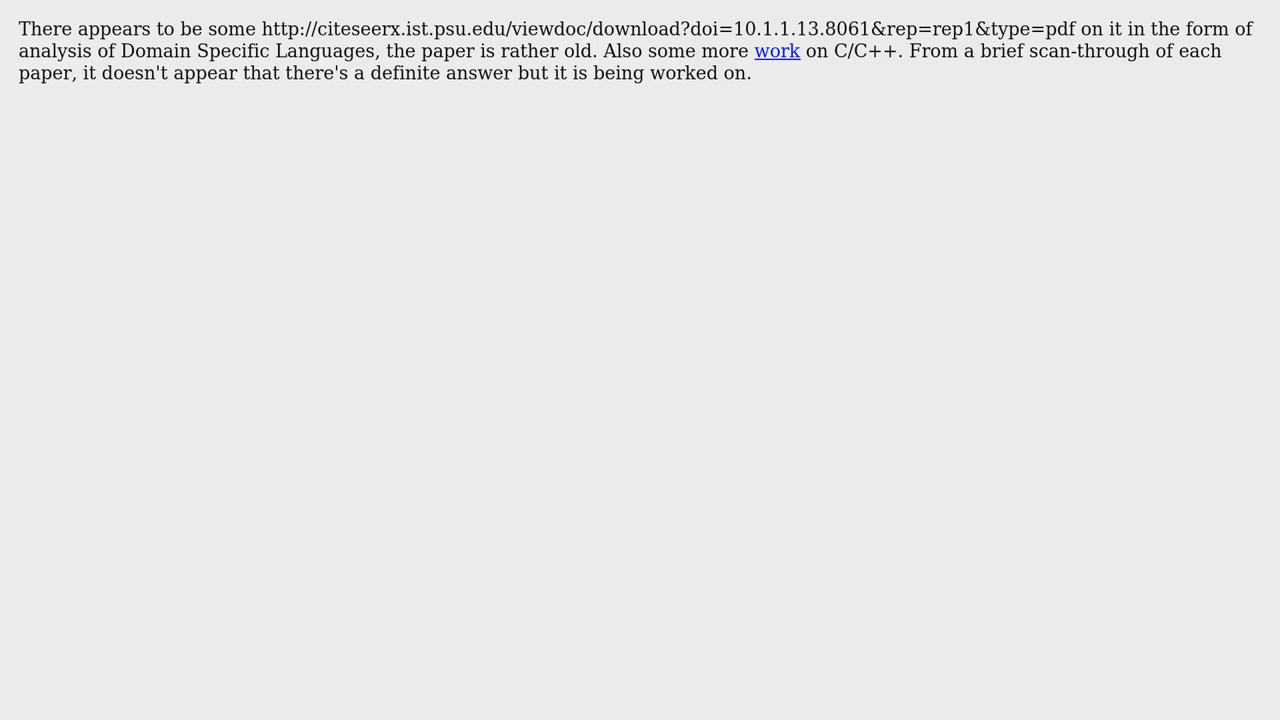 There appears to be some http://citeseerx.ist.psu.edu/viewdoc/download?doi=10.1.1.13.8061&rep=rep1&type=pdf on it in the form of
analysis of Domain Specific Languages, the paper is rather old. Also some more work on C/C++. From a brief scan-through of each
paper, it doesn't appear that there's a definite answer but it is being worked on.